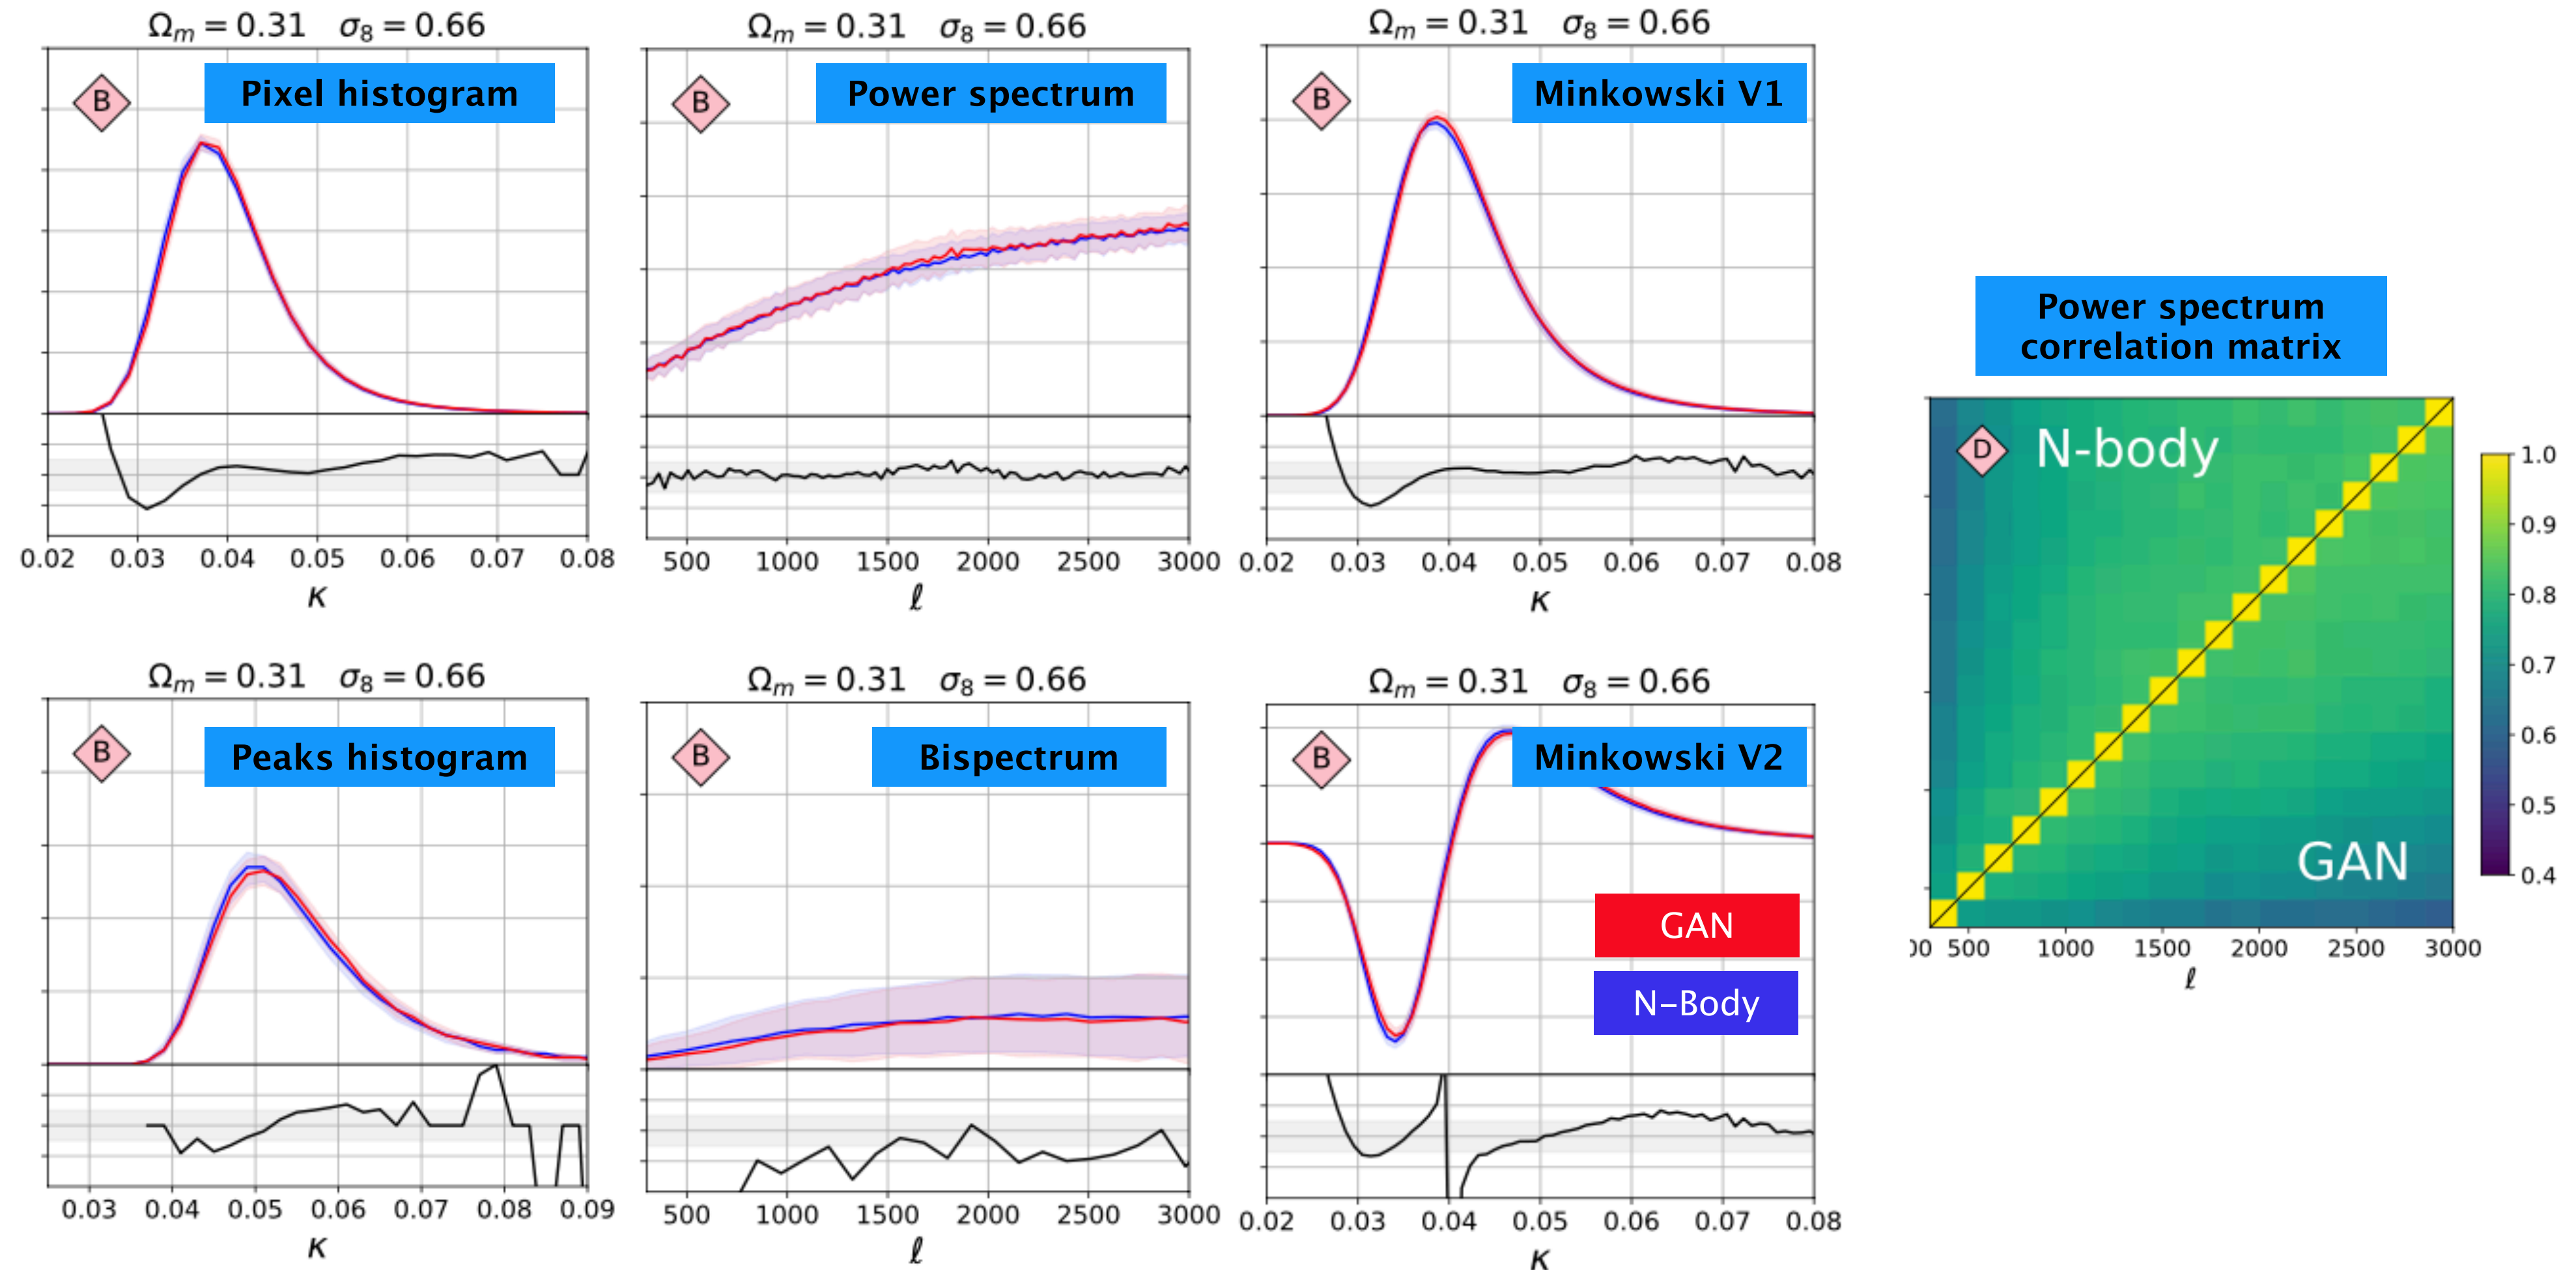 Ωm = 0.31 σ8 = 0.66
B
Pixel histogram
0.02 0.03 0.04 0.05 0.06 0.07 0.08
κ
Ωm = 0.31 σ8 = 0.66
B
Power spectrum
500 1000 1500 2000 2500 3000
ℓ
Ωm = 0.31 σ8 = 0.66
B
Minkowski V1
0.02 0.03 0.04 0.05 0.06 0.07 0.08
κ
Ωm = 0.31 σ8 = 0.66
B
Peaks histogram
0.03 0.04 0.05 0.06 0.07 0.08 0.09
κ
Ωm = 0.31 σ8 = 0.66
B
Bispectrum
500 1000 1500 2000 2500 3000
ℓ
Ωm = 0.31 σ8 = 0.66
B
Minkowski V2
GAN
N-Body
0.02 0.03 0.04 0.05 0.06 0.07 0.08
κ
Power spectrum
correlation matrix
D
N-body
GAN
1.0
0.9
0.8
0.7
0.6
0.5
0.4
00 500 1000 1500 2000 2500 3000
ℓ